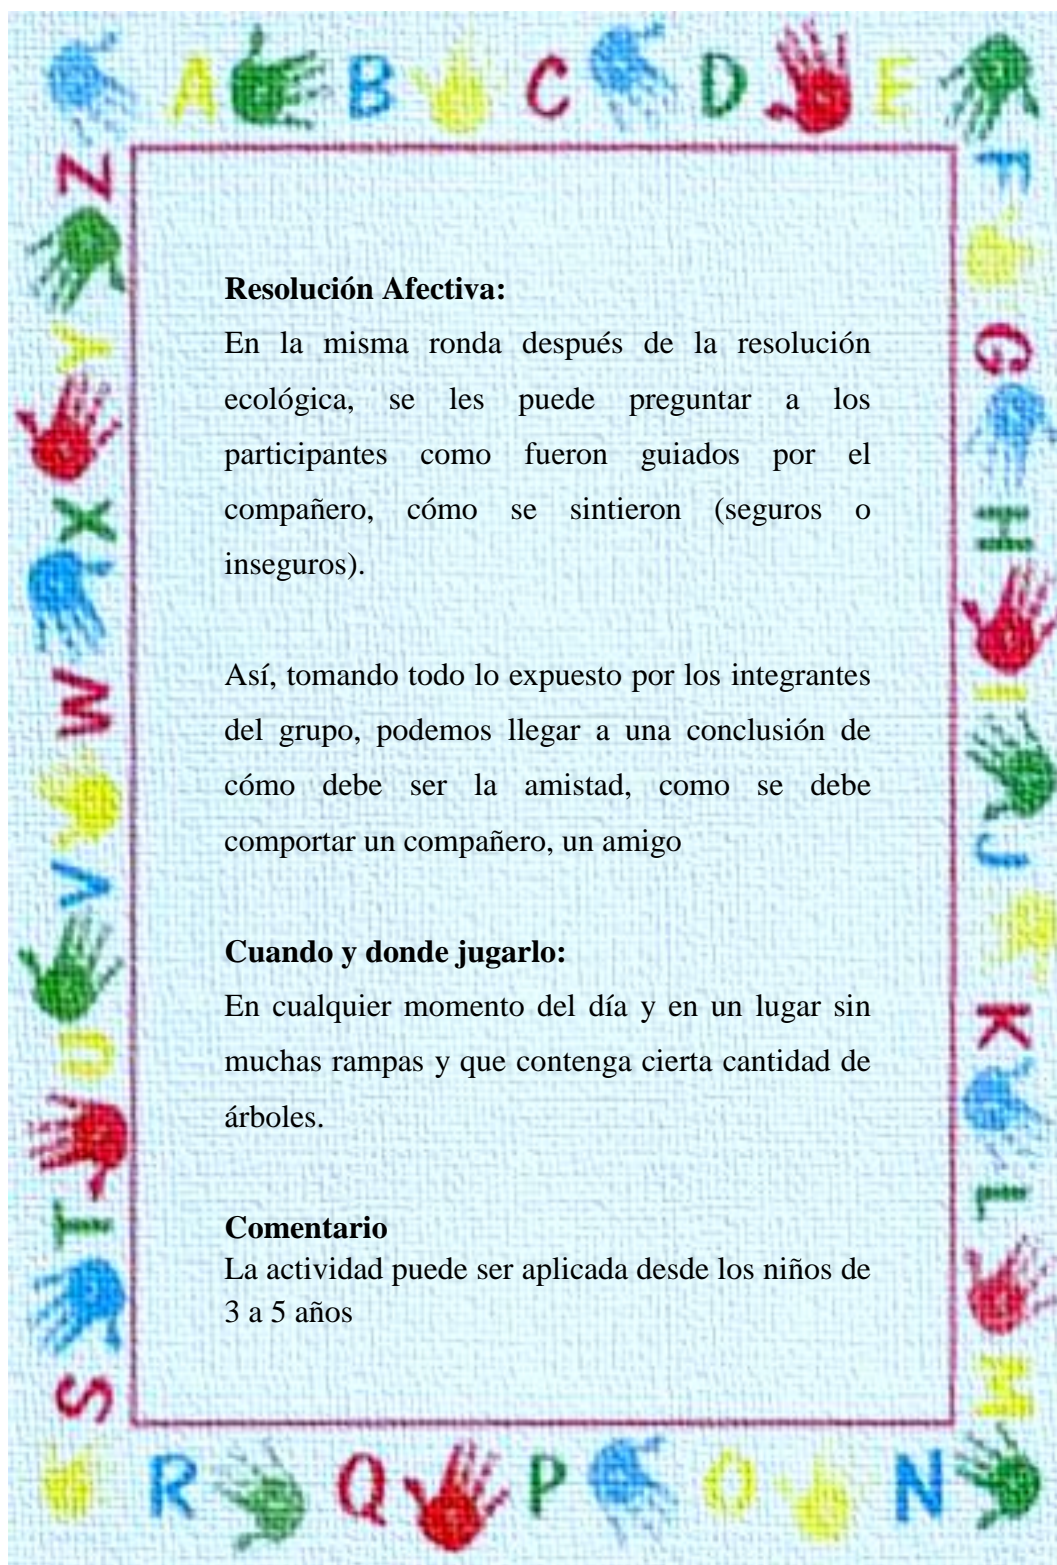 A B C D E
F
G
H
I
J
K
L
M
N
O
P
Q
R
S
T
U
V
W
X
Y
Z
Resolución Afectiva:
En la misma ronda después de la resolución
ecológica, se les puede preguntar a los
participantes como fueron guiados por el
compañero, cómo se sintieron (seguros o
inseguros).
Así, tomando todo lo expuesto por los integrantes
del grupo, podemos llegar a una conclusión de
cómo debe ser la amistad, como se debe
comportar un compañero, un amigo
Cuando y donde jugarlo:
En cualquier momento del día y en un lugar sin
muchas rampas y que contenga cierta cantidad de
árboles.
Comentario
La actividad puede ser aplicada desde los niños de
3 a 5 años